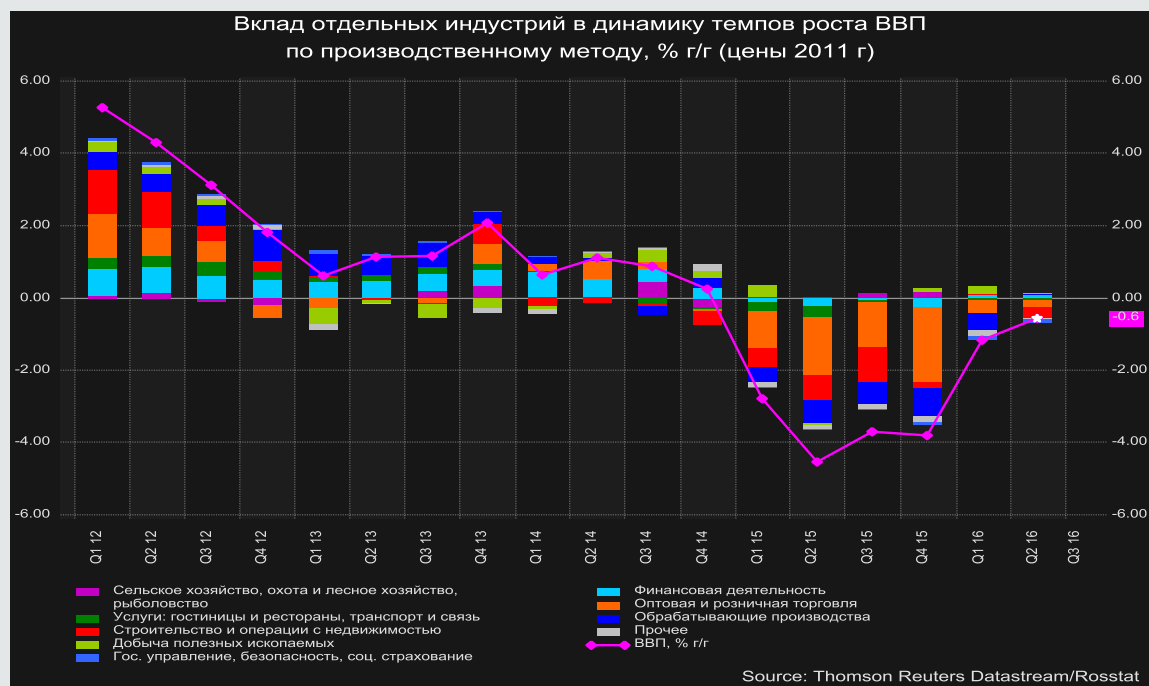 Вклад отдельных индустрий в динамику темпов роста ВВП
по производственному методу, % г/г (цены 2011 г)
6.00
6.00
4.00
4.00
2.00
2.00
0.00
0.00
-0.6
-2.00
-2.00
-4.00
-4.00
-6.00
-6.00
Q1 12
Q2 12
Q3 12
Q4 12
Q1 13
Q2 13
Q3 13
Q4 13
Q1 14
Q2 14
Q3 14
Q4 14
Q1 15
Q2 15
Q3 15
Q4 15
Q1 16
Q2 16
Q3 16
Сельское хозяйство, охота и лесное хозяйство,
рыболовство
Услуги: гостиницы и рестораны, транспорт и связь
Строительство и операции с недвижимостью
Добыча полезных ископаемых
Гос. управление, безопасность, соц. страхование
Финансовая деятельность
Оптовая и розничная торговля
Обрабатывающие производства
Прочее
ВВП, % г/г
Source: Thomson Reuters Datastream/Rosstat